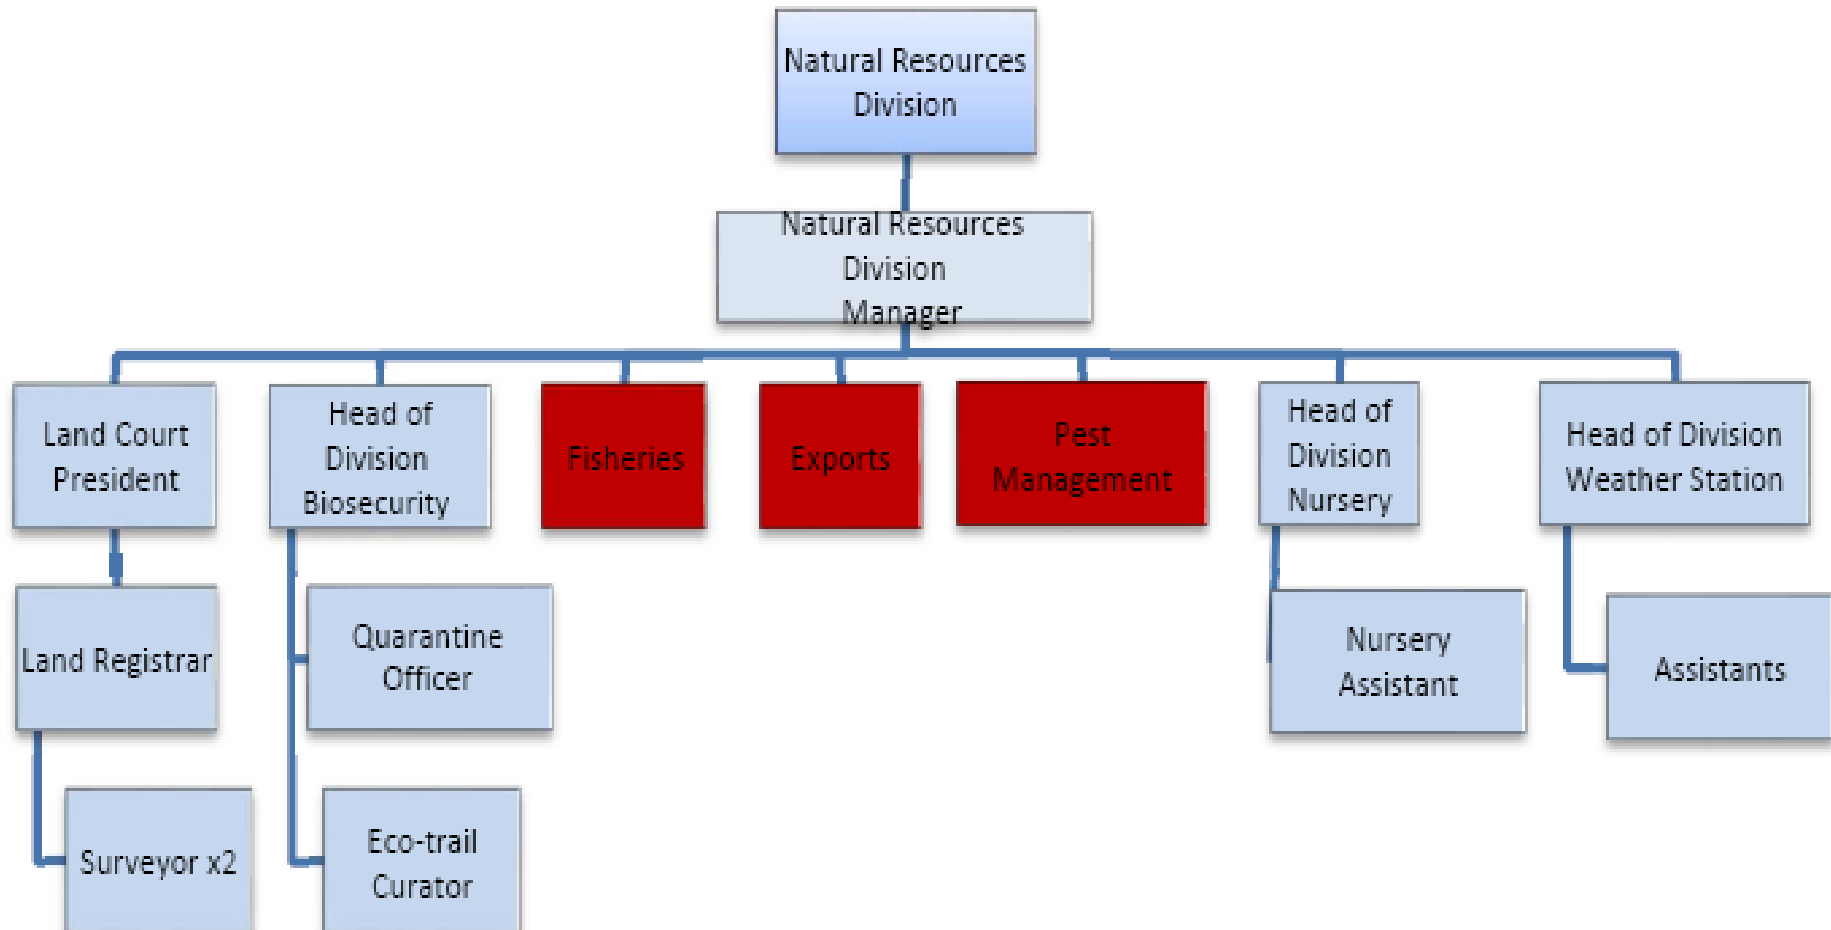 Natural Resources
Division
Natural Resources
Division
Manager
Land Court
President
Head of
Division
Biosecurity
Fisheries
Exports
Pest
Management
Head of
Division
Nursery
Head of Division
Weather Station
Land Registrar
Quarantine
Officer
Nursery
Assistant
Assistants
Surveyor x2
Eco-trail
Curator